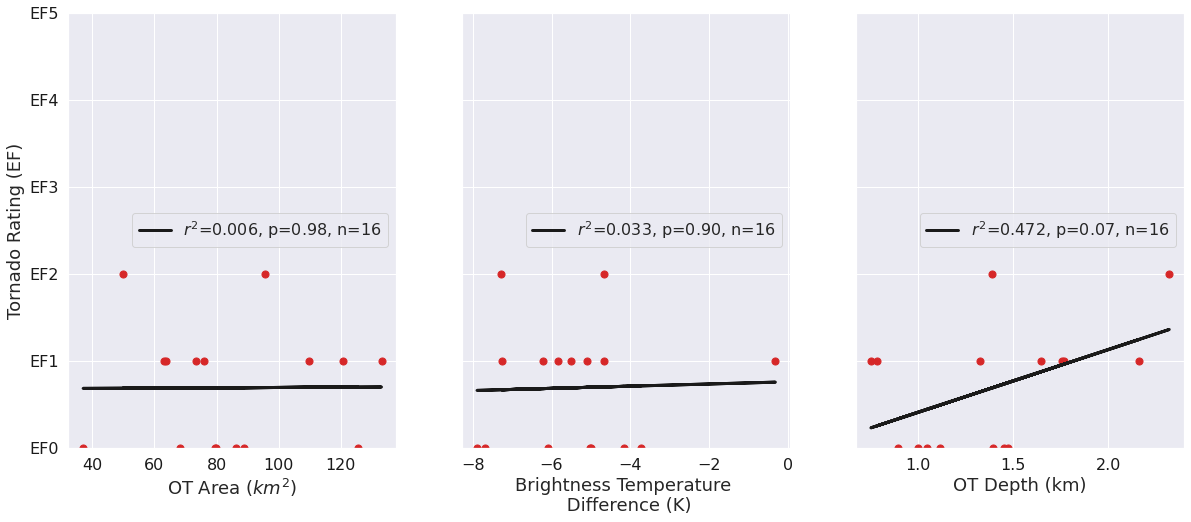 EF5
EF4
EF3
EF2
EF1
EF0
Tornado Rating (EF)
r²=0.006, p=0.98, n=16
40 60 80 100 120
OT Area (km²)
r²=0.033, p=0.90, n=16
−8 −6 −4 −2 0
Brightness Temperature
Difference (K)
r²=0.472, p=0.07, n=16
1.0 1.5 2.0
OT Depth (km)